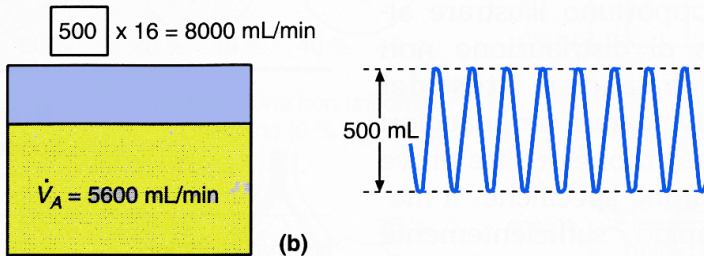 500 x 16 = 8000 mL/min
500 mL
V̇A = 5600 mL/min
(b)